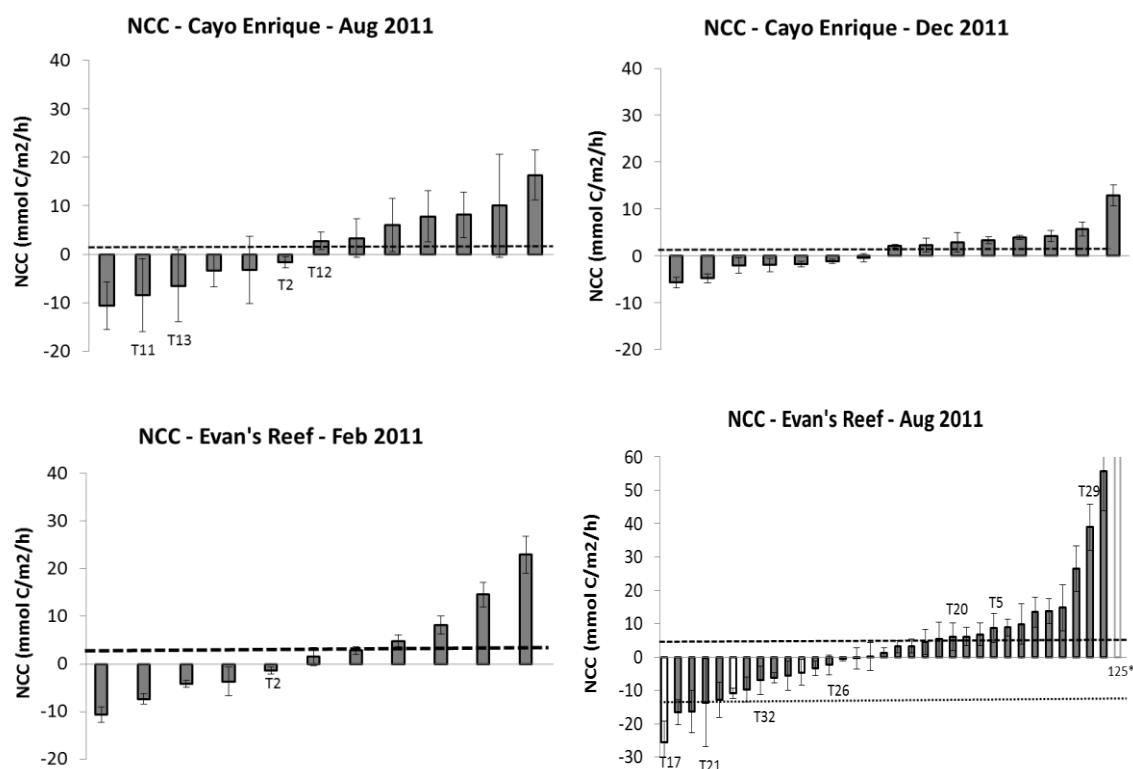 NCC - Cayo Enrique - Aug 2011
NCC (mmol C/m2/h)
40
30
20
10
0
-10
-20
T11
T13
T2
T12
NCC - Cayo Enrique - Dec 2011
NCC (mmol C/m2/h)
40
30
20
10
0
-10
-20
NCC - Evan's Reef - Feb 2011
NCC (mmol C/m2/h)
40
30
20
10
0
-10
-20
T2
NCC - Evan's Reef - Aug 2011
NCC (mmol C/m2/h)
60
50
40
30
20
10
0
-10
-20
-30
T17
T21
T32
T26
T20
T5
T29
125*